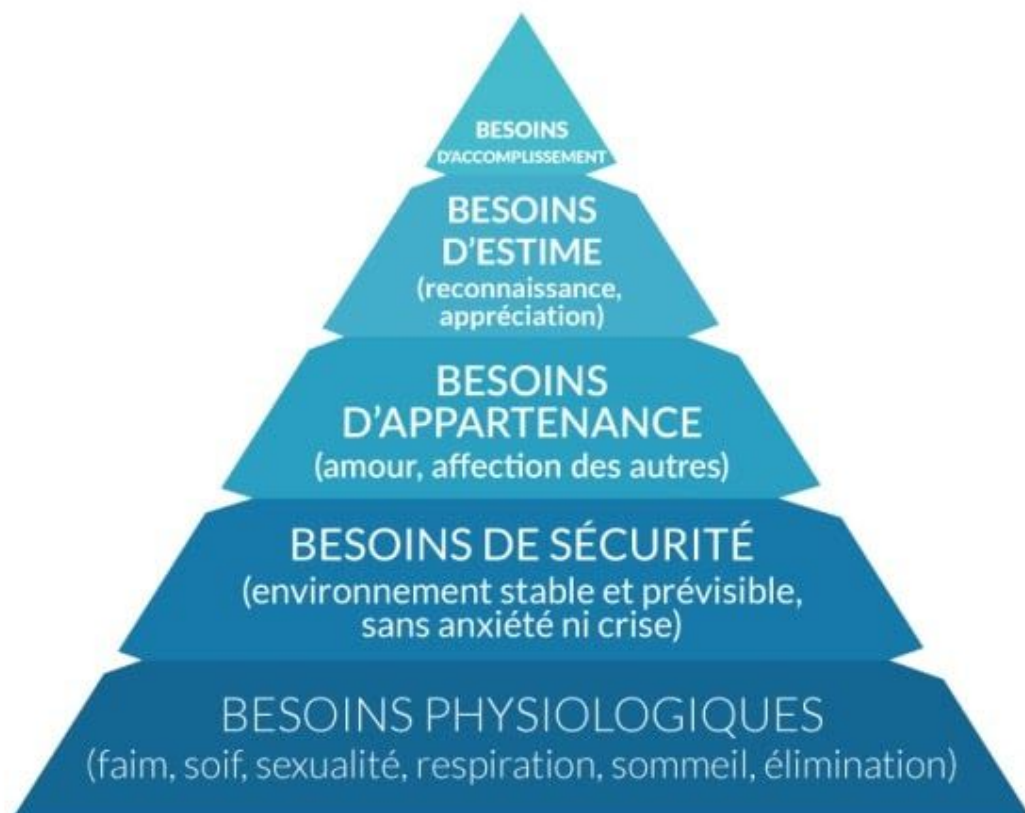 BESOINS
D'ACCOMPLISSEMENT
BESOINS
D'ESTIME
(reconnaissance,
appréciation)
BESOINS
D'APPARTENANCE
(amour, affection des autres)
BESOINS DE SÉCURITÉ
(environnement stable et prévisible,
sans anxiété ni crise)
BESOINS PHYSIOLOGIQUES
(faim, soif, sexualité, respiration, sommeil, élimination)